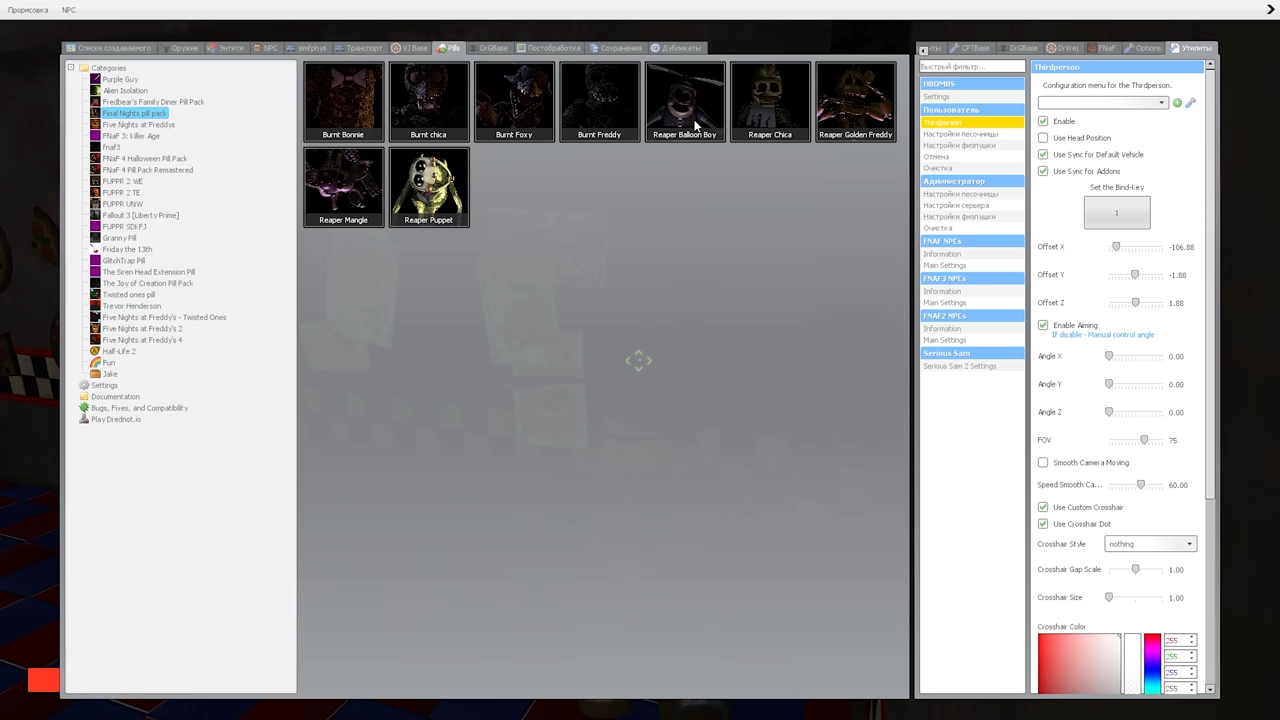 Прорисовка NPC
Списки создаваемого Оружие Энтити NPC simfphys Транспорт VJ Base Pills DrGBase Постобработка Сохранения Дубликаты
Categories
Purple Guy
Alien Isolation
Fredbear's Family Diner Pill Pack
Final Nights pill pack
Five Nights at Freddys
FNaF 3: Killer Age
fnaf3
FNaF 4 Halloween Pill Pack
FNaF 4 Pill Pack Remastered
FUPPR 2 WE
FUPPR 2 TE
FUPPR UNW
Fallout 3 [Liberty Prime]
FUPPR SDLFJ
Granny Pill
Friday the 13th
GlitchTrap Pill
The Siren Head Extension Pill
The Joy of Creation Pill Pack
Twisted ones pill
Trevor Henderson
Five Nights at Freddy's - Twisted Ones
Five Nights at Freddy's 2
Five Nights at Freddy's 4
Half-Life 2
Fun
Jake
Settings
Documentation
Bugs, Fixes, and Compatibility
Play Drednot.io
Burnt Bonnie Burnt chica Burnt Foxy Burnt Freddy Reaper Balloon Boy Reaper Chica Reaper Golden Freddy
Reaper Mangle Reaper Puppet
нты CPTBase DrGBase DrVrej FNaF Options Утилиты
Быстрый фильтр...
HBOMBS
Settings
Пользователь
Thirdperson
Настройки песочницы
Настройки физпушки
Отмена
Очистка
Администратор
Настройки песочницы
Настройки сервера
Настройки физпушки
Очистка
FNAF NPCs
Information
Main Settings
FNAF3 NPCs
Information
Main Settings
FNAF2 NPCs
Information
Main Settings
Serious Sam
Serious Sam 2 Settings
Thirdperson
Configuration menu for the Thirdperson.
Enable
Use Head Position
Use Sync for Default Vehicle
Use Sync for Addons
Set the Bind-Key
1
Offset X -106.88
Offset Y -1.88
Offset Z 1.88
Enable Aiming
If disable - Manual control angle
Angle X 0.00
Angle Y 0.00
Angle Z 0.00
FOV 75
Smooth Camera Moving
Speed Smooth Ca... 60.00
Use Custom Crosshair
Use Crosshair Dot
Crosshair Style nothing
Crosshair Gap Scale 1.00
Crosshair Size 1.00
Crosshair Color
255
255
255
255